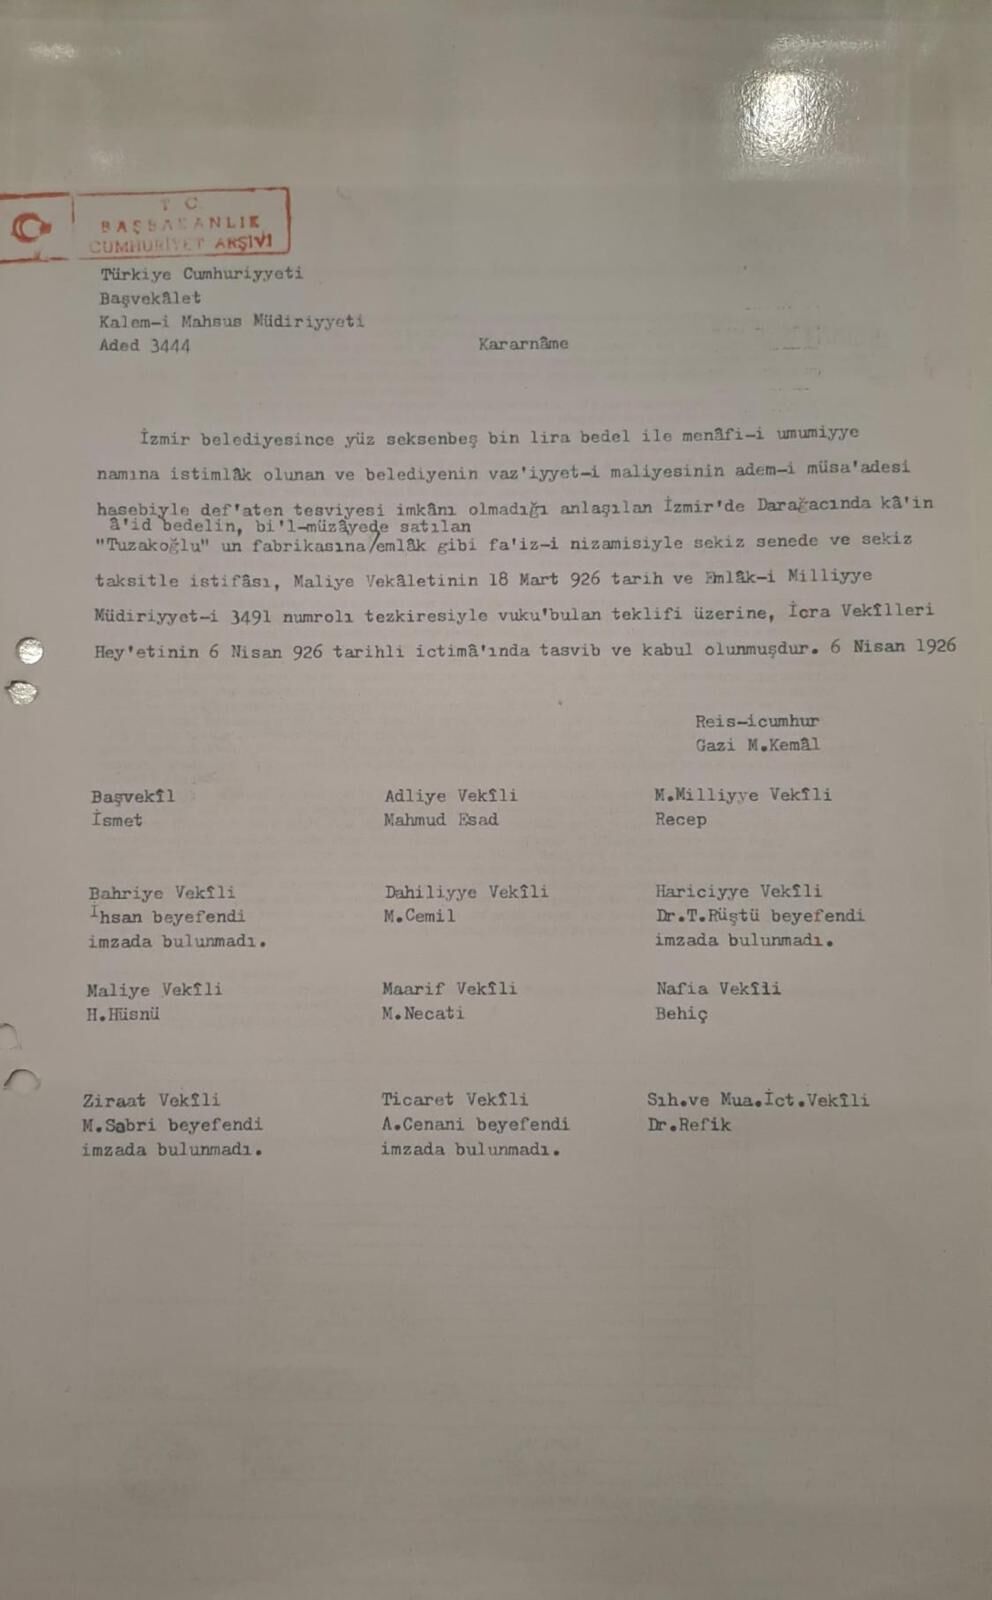 T C
BAŞBAKANLIK
CUMHURİYET ARŞİVİ
Türkiye Cumhuriyyeti
Başvekâlet
Kalem-i Mahsus Müdiriyyeti
Aded 3444 Kararnâme
İzmir belediyesince yüz seksenbeş bin lira bedel ile menâfi-i umumiyye
namına istimlâk olunan ve belediyenin vaz'iyyet-i maliyesinin adem-i müsa'adesi
hasebiyle def'aten tesviyesi imkânı olmadığı anlaşılan İzmir'de Darağacında kâ'in
â'id bedelin, bi'l-müzâyede satılan
"Tuzakoğlu" un fabrikasına/emlâk gibi fa'iz-i nizamisiyle sekiz senede ve sekiz
taksitle istifâsı, Maliye Vekâletinin 18 Mart 926 tarih ve Emlâk-i Milliyye
Müdiriyyet-i 3491 numrolı tezkiresiyle vuku'bulan teklifi üzerine, İcra Vekîlleri
Hey'etinin 6 Nisan 926 tarihli ictimâ'ında tasvib ve kabul olunmuşdur. 6 Nisan 1926
Reis-icumhur
Gazi M.Kemâl
Başvekîl Adliye Vekîli M.Milliyye Vekîli
İsmet Mahmud Esad Recep
Bahriye Vekîli Dahiliyye Vekîli Hariciyye Vekîli
İhsan beyefendi M.Cemil Dr.T.Rüştü beyefendi
imzada bulunmadı. imzada bulunmadı.
Maliye Vekîli Maarif Vekîli Nafia Vekîli
H.Hüsnü M.Necati Behiç
Ziraat Vekîli Ticaret Vekîli Sıh.ve Mua.İct.Vekîli
M.Sabri beyefendi A.Cenani beyefendi Dr.Refik
imzada bulunmadı. imzada bulunmadı.